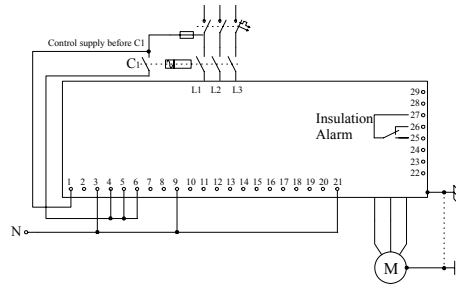 Control supply before C1
C1
L1 L2 L3
29
28
Insulation 27
Alarm 26
25
24
23
22
1 2 3 4 5 6 7 8 9 10 11 12 13 14 15 16 17 18 19 20 21
N
M